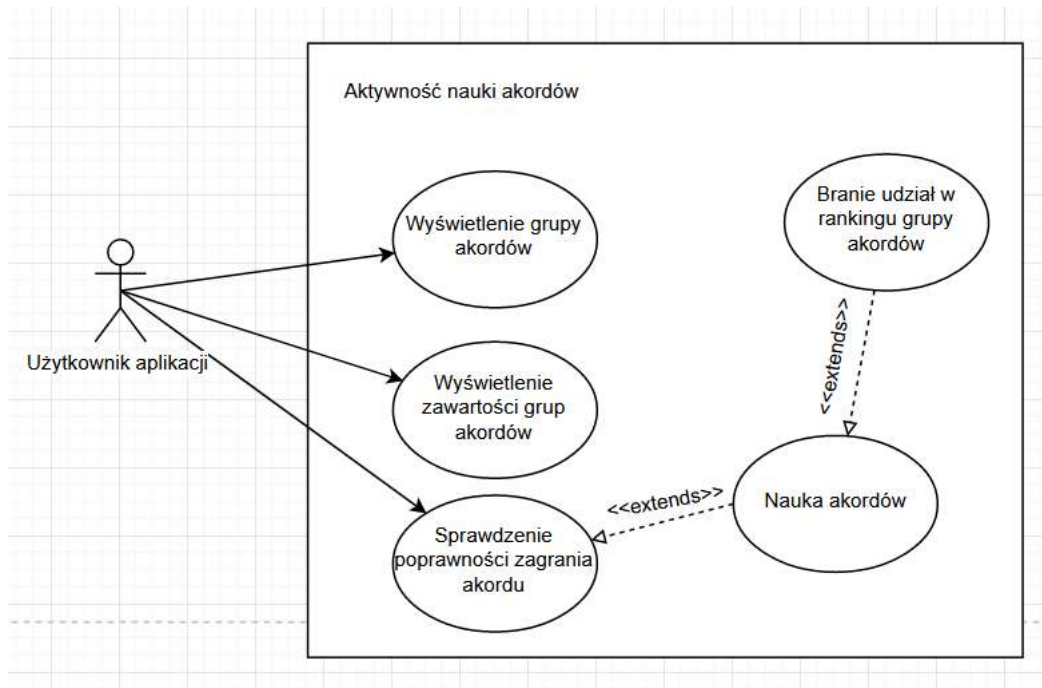 Aktywność nauki akordów
Wyświetlenie grupy
akordów
Branie udział w
rankingu grupy
akordów
Użytkownik aplikacji
<<extends>>
Wyświetlenie
zawartości grup
akordów
Nauka akordów
<<extends>>
Sprawdzenie
poprawności zagrania
akordu